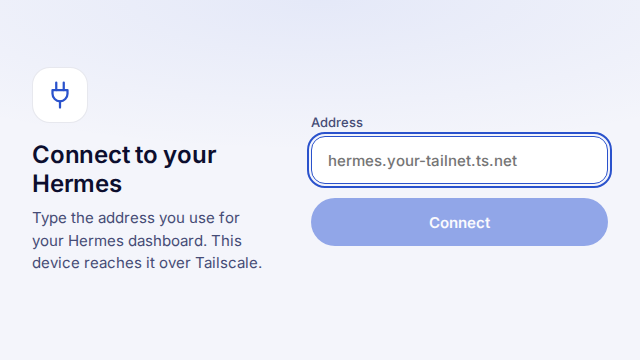 Connect to your
Hermes
Type the address you use for
your Hermes dashboard. This
device reaches it over Tailscale.
Address
hermes.your-tailnet.ts.net
Connect